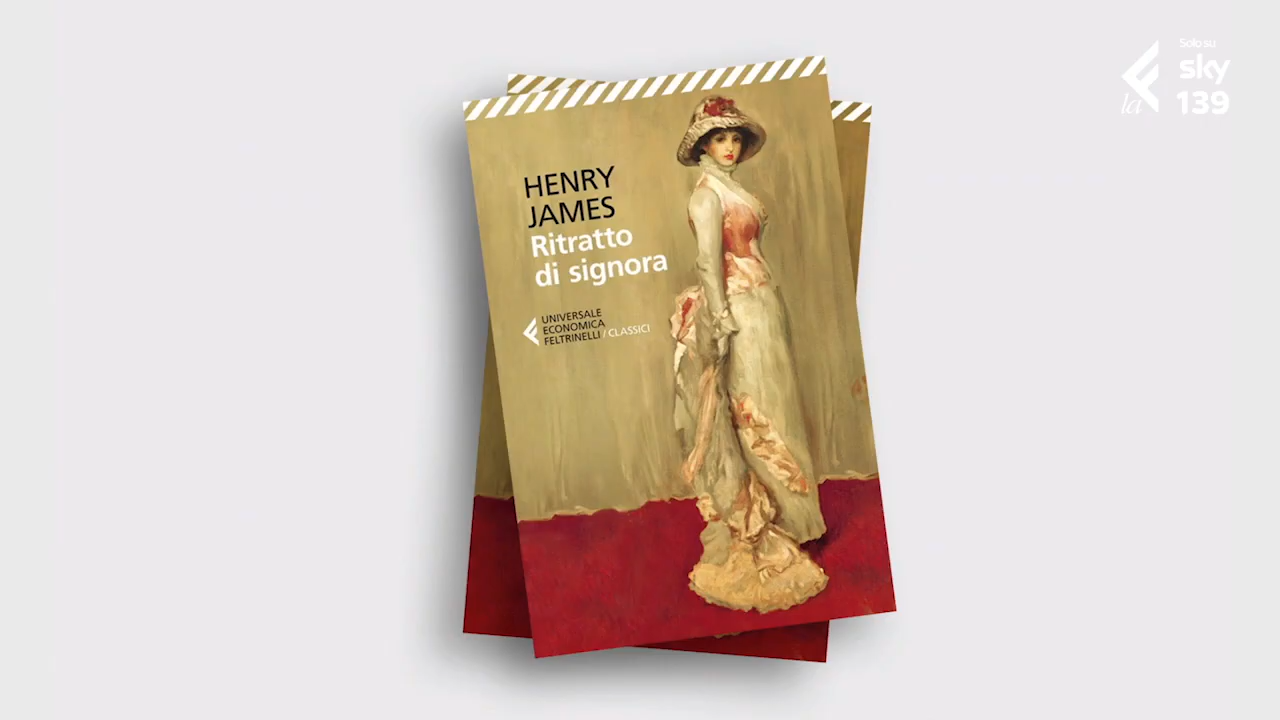 HENRY
JAMES
Ritratto
di signora
UNIVERSALE
ECONOMICA
FELTRINELLI / CLASSICI
Solo su
sky
la
139